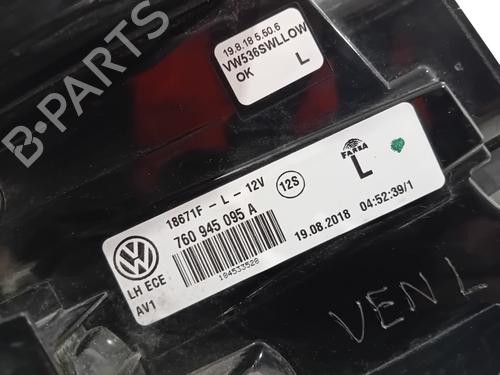 19.8.18 5.50.6
VW536SWLLOW
OK L
B-PARTS
FARBA
18671F - L - 12V
12S
L
760 945 095 A
19.08.2018 04:52:39/1
LH ECE
184533528
AV1
VEN L